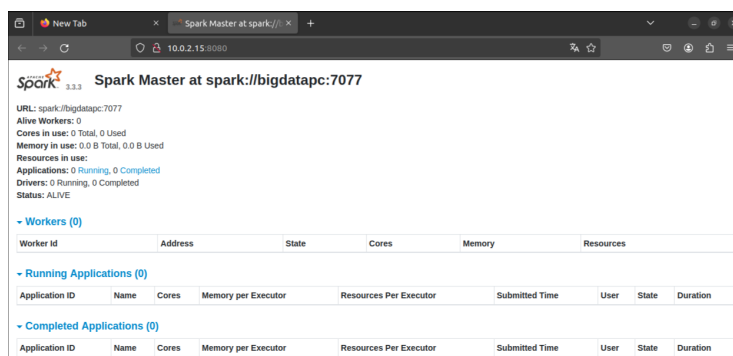 New Tab
Spark Master at spark://b
10.0.2.15:8080
APACHE
Spark 3.3.3 Spark Master at spark://bigdatapc:7077
URL: spark://bigdatapc:7077
Alive Workers: 0
Cores in use: 0 Total, 0 Used
Memory in use: 0.0 B Total, 0.0 B Used
Resources in use:
Applications: 0 Running, 0 Completed
Drivers: 0 Running, 0 Completed
Status: ALIVE
Workers (0)
Worker Id Address State Cores Memory Resources
Running Applications (0)
Application ID Name Cores Memory per Executor Resources Per Executor Submitted Time User State Duration
Completed Applications (0)
Application ID Name Cores Memory per Executor Resources Per Executor Submitted Time User State Duration